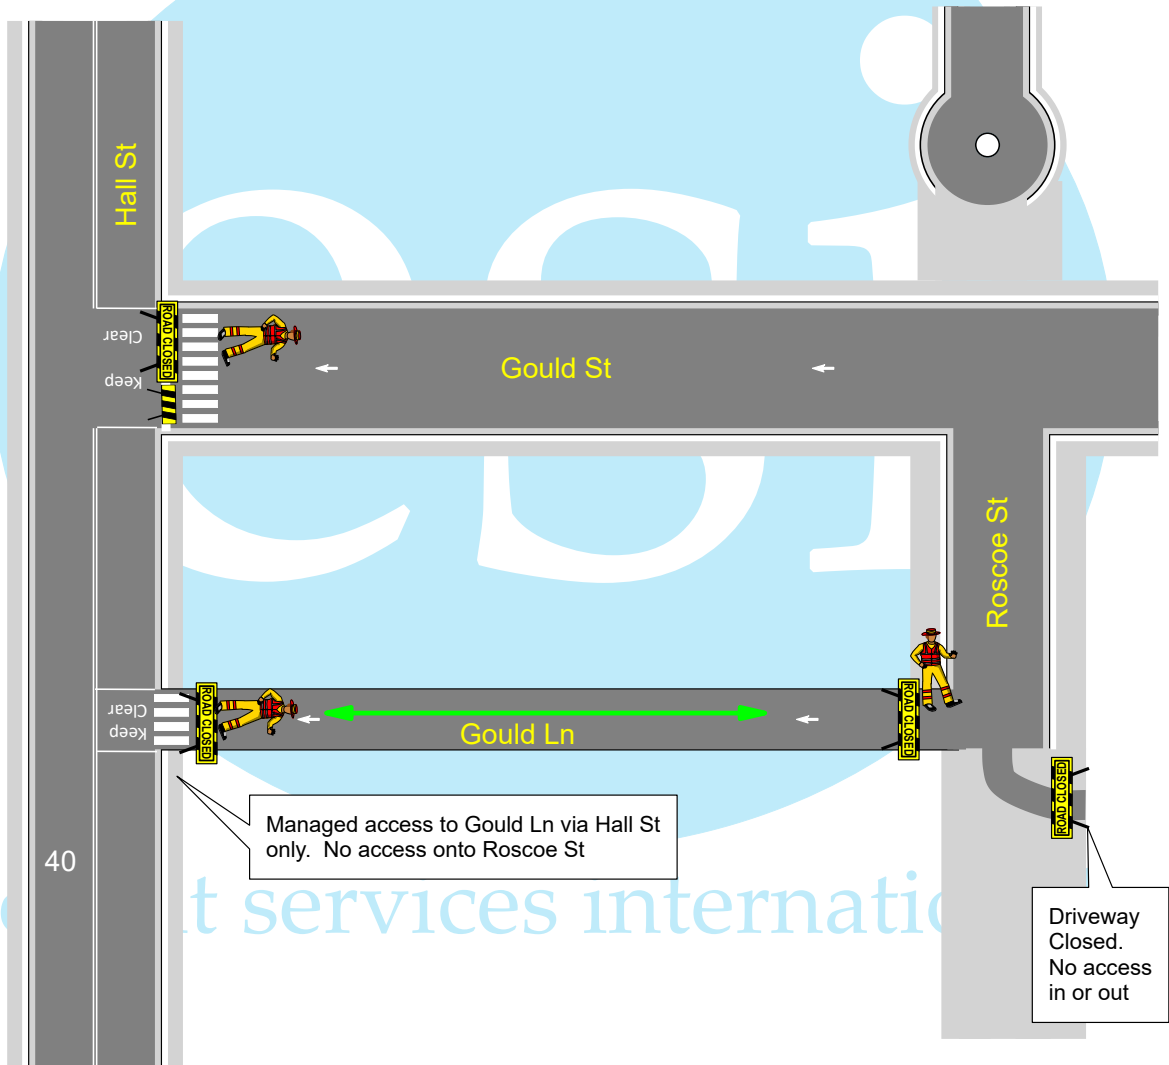 Hall St
ROAD CLOSED
Clear
Keep
Gould St
Roscoe St
ROAD CLOSED
Clear
Keep
Gould Ln
ROAD CLOSED
ROAD CLOSED
Managed access to Gould Ln via Hall St
only. No access onto Roscoe St
40
t services internatio
Driveway
Closed.
No access
in or out
esi